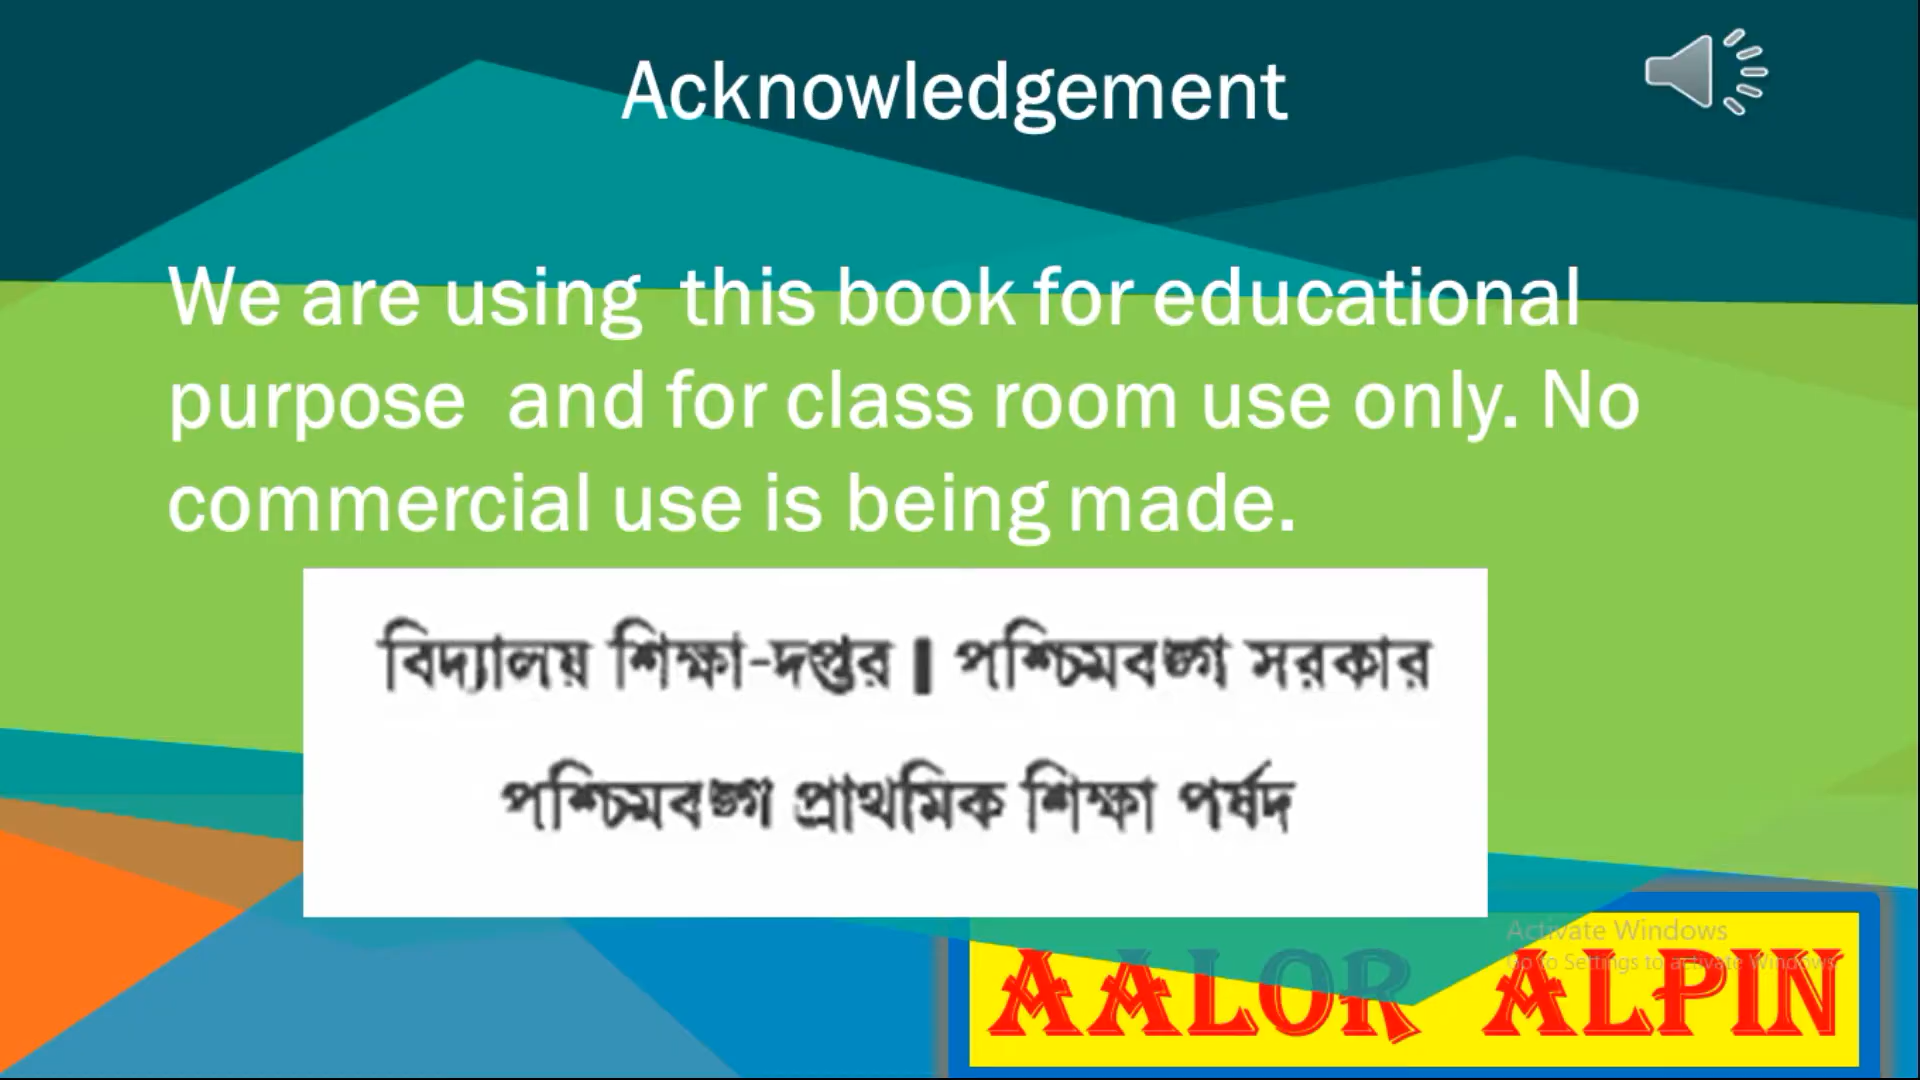 Acknowledgement
We are using this book for educational
purpose and for class room use only. No
commercial use is being made.
বিদ্যালয় শিক্ষা-দপ্তর | পশ্চিমবঙ্গ সরকার
পশ্চিমবঙ্গ প্রাথমিক শিক্ষা পর্ষদ
Activate Windows
Go to Settings to activate Windows.
AALOR ALPIN